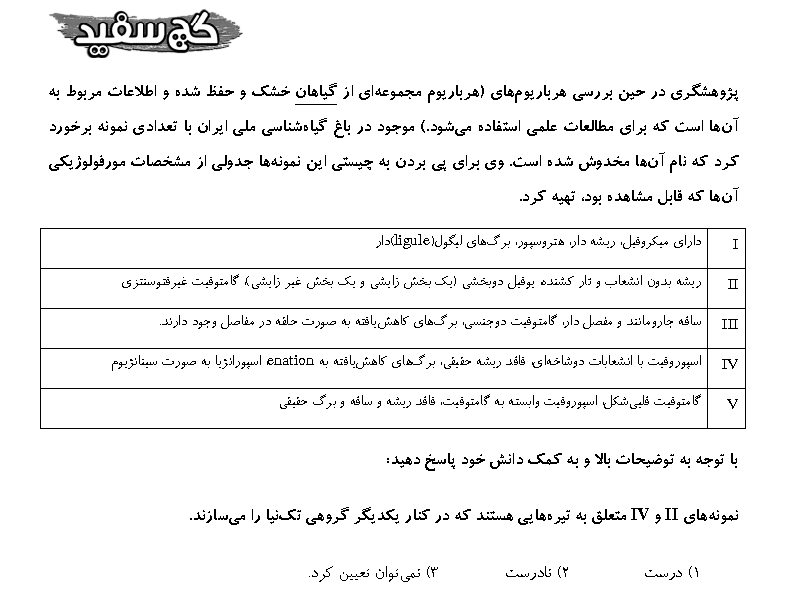 گچ سفید
پژوهشگری در حین بررسی هرباریوم‌های (هرباریوم مجموعه‌ای از گیاهان خشک و حفظ شده و اطلاعات مربوط به
آن‌ها است که برای مطالعات علمی استفاده می‌شود.) موجود در باغ گیاه‌شناسی ملی ایران با تعدادی نمونه برخورد
کرد که نام آن‌ها مخدوش شده است. وی برای پی بردن به چیستی این نمونه‌ها جدولی از مشخصات مورفولوژیکی
آن‌ها که قابل مشاهده بود، تهیه کرد.
I دارای میکروفیل، ریشه دار، هتروسپور، برگ‌های لیگول(ligule)دار
II ریشه بدون انشعاب و تار کشنده، یوفیل دوبخشی (یک بخش زایشی و یک بخش غیر زایشی)، گامتوفیت غیرفتوسنتزی
III ساقه جارومانند و مفصل دار، گامتوفیت دوجنسی، برگ‌های کاهش‌یافته به صورت حلقه در مفاصل وجود دارند.
IV اسپوروفیت با انشعابات دوشاخه‌ای، فاقد ریشه حقیقی، برگ‌های کاهش‌یافته به enation، اسپورانژیا به صورت سینانژیوم
V گامتوفیت قلبی‌شکل، اسپوروفیت وابسته به گامتوفیت، فاقد ریشه و ساقه و برگ حقیقی
با توجه به توضیحات بالا و به کمک دانش خود پاسخ دهید:
نمونه‌های II و IV متعلق به تیره‌هایی هستند که در کنار یکدیگر گروهی تک‌نیا را می‌سازند.
۱) درست ۲) نادرست ۳) نمی‌توان تعیین کرد.